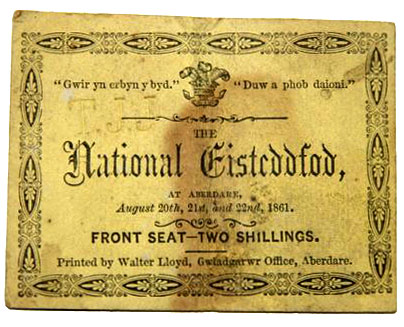 "Gwir yn erbyn y byd." "Duw a phob daioni."
THE
National Eisteddfod,
AT ABERDARE,
August 20th, 21st, and 22nd, 1861.
FRONT SEAT—TWO SHILLINGS.
Printed by Walter Lloyd, Gwladgarwr Office, Aberdare.